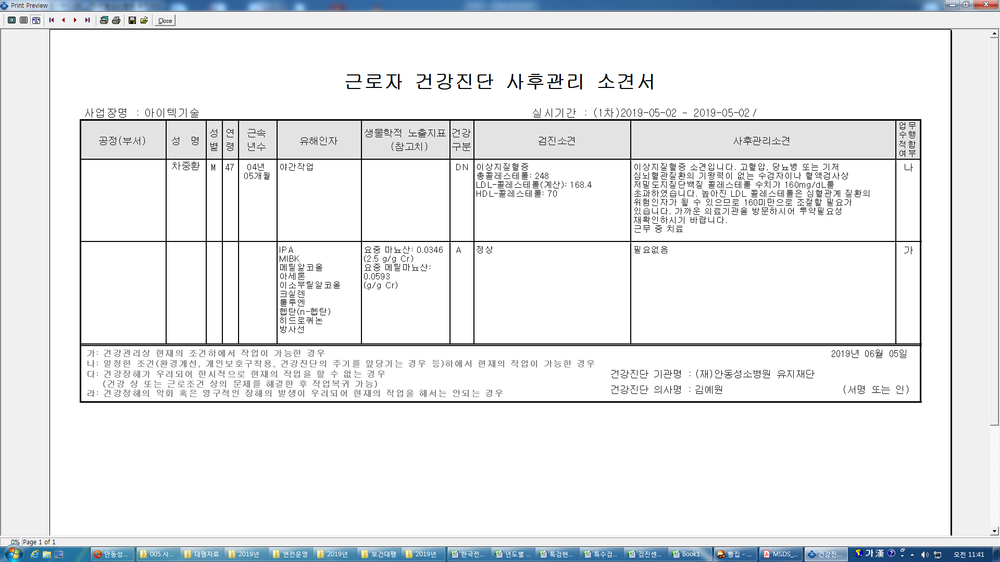 Print Preview
Close
근로자 건강진단 사후관리 소견서
사업장명 : 아이텍기술
실시기간 : (1차)2019-05-02 ~ 2019-05-02 /
공정(부서)
성 명
성별
연령
근속
년수
유해인자
생물학적 노출지표
(참고치)
건강
구분
검진소견
사후관리소견
업무
수행
적합
여부
차중환
M
47
04년
05개월
야간작업
DN
이상지질혈증
총콜레스테롤: 248
LDL-콜레스테롤(계산): 168.4
HDL-콜레스테롤: 70
이상지질혈증 소견입니다. 고혈압, 당뇨병 또는 기저
심뇌혈관질환의 기왕력이 없는 수검자이나 혈액검사상
저밀도지질단백질 콜레스테롤 수치가 160mg/dL를
초과하였습니다. 높아진 LDL 콜레스테롤은 심혈관계 질환의
위험인자가 될 수 있으므로 160미만으로 조절할 필요가
있습니다. 가까운 의료기관을 방문하시어 투약필요성
재확인하시기 바랍니다.
근무 중 치료
나
IPA
MIBK
메틸알코올
아세톤
이소부틸알코올
크실렌
톨루엔
헵탄(n-헵탄)
히드로퀴논
방사선
요중 마뇨산: 0.0346
(2.5 g/g Cr)
요중 메틸마뇨산:
0.0593
(g/g Cr)
A
정상
필요없음
가
가: 건강관리상 현재의 조건하에서 작업이 가능한 경우
나: 일정한 조건(환경개선, 개인보호구착용, 건강진단의 주기를 앞당기는 경우 등)하에서 현재의 작업이 가능한 경우
다: 건강장해가 우려되어 한시적으로 현재의 작업을 할 수 없는 경우
(건강 상 또는 근로조건 상의 문제를 해결한 후 작업복귀 가능)
라: 건강장해의 악화 혹은 영구적인 장해의 발생이 우려되어 현재의 작업을 해서는 안되는 경우
2019년 06월 05일
건강진단 기관명 : (재)안동성소병원 유지재단
건강진단 의사명 : 김예원 (서명 또는 인)
0% Page 1 of 1
안동성... 005.사... 대행자료 2019년 변전운영 2019년 보건대행 2019년 한국전... 년도별 ... 특검현... 특수검... 검진센... Book1 빵집 - ... MSDS_... 건강진... 가 漢 오전 11:41